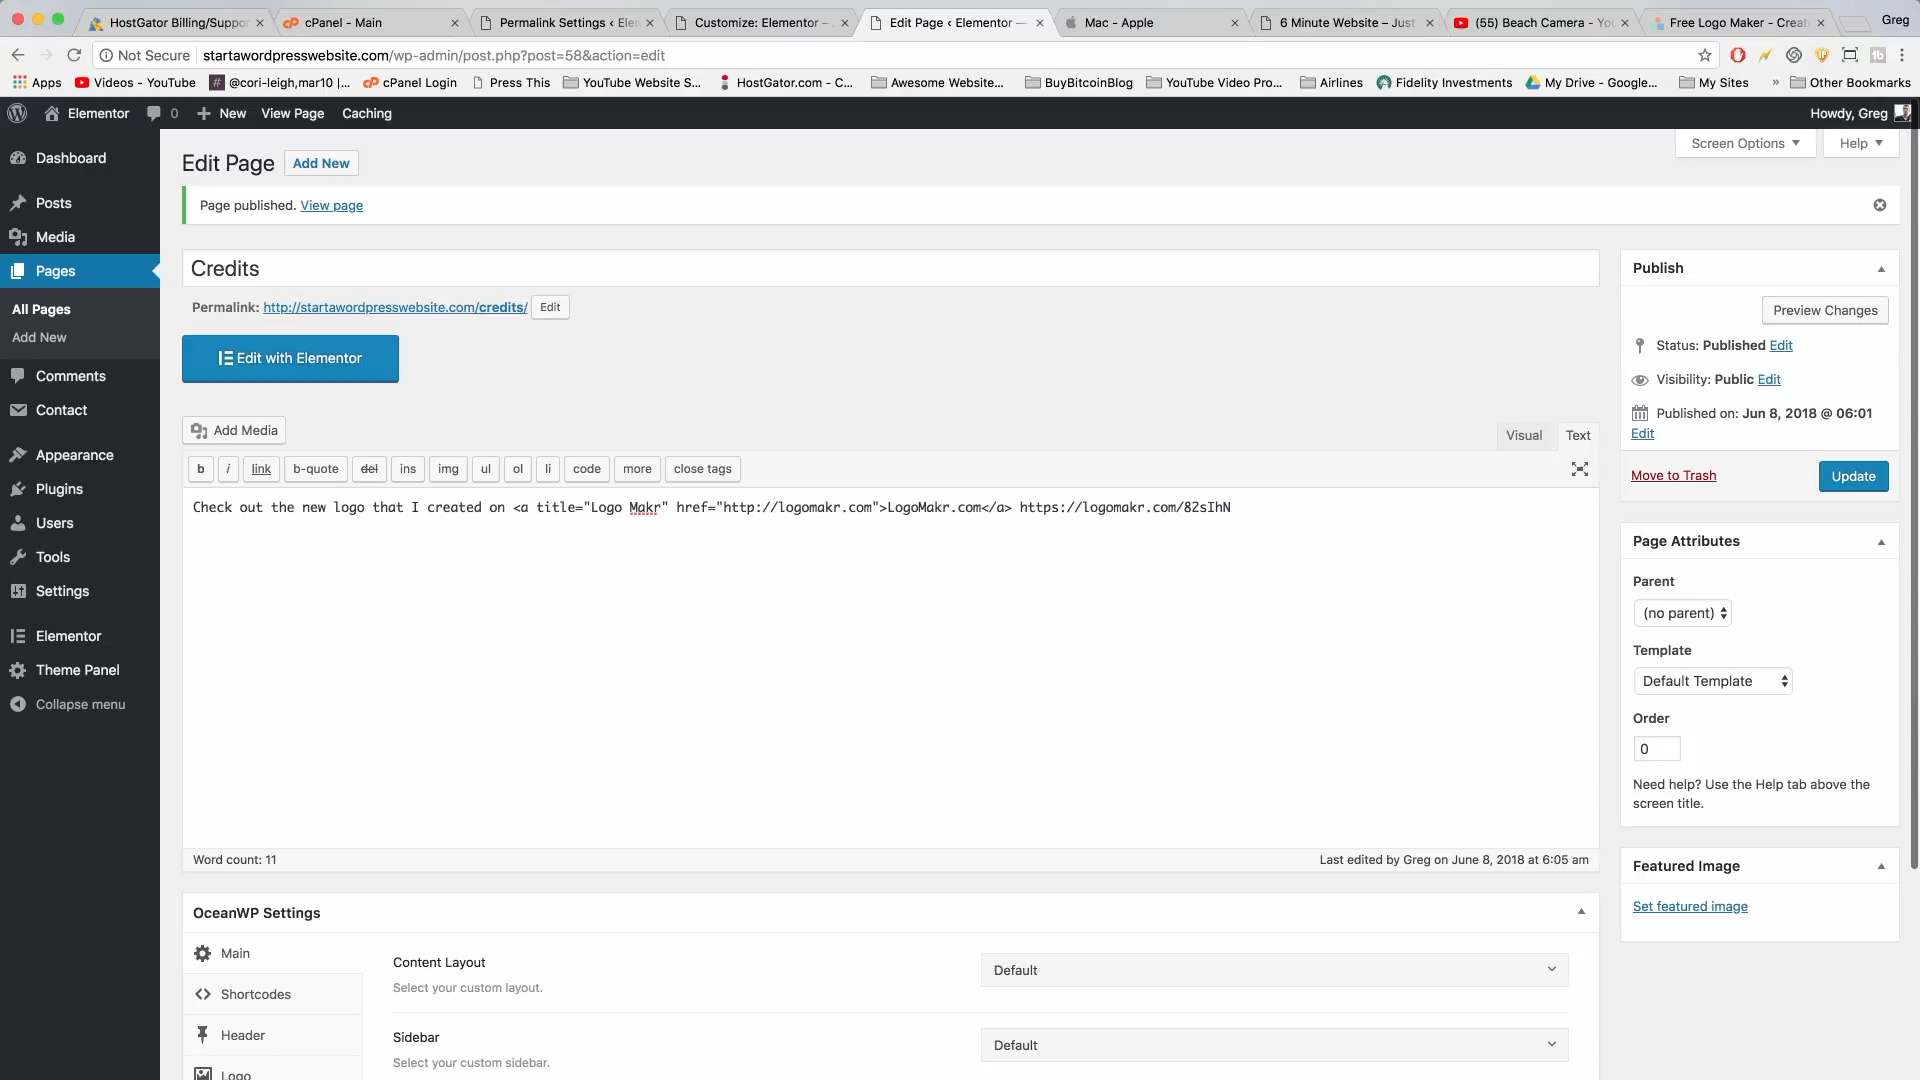 HostGator Billing/Suppor
cPanel - Main
Permalink Settings ‹ Elem
Customize: Elementor –
Edit Page ‹ Elementor —
Mac - Apple
6 Minute Website – Just
(55) Beach Camera - You
Free Logo Maker - Create
Greg
Not Secure
startawordpresswebsite.com/wp-admin/post.php?post=58&action=edit
Apps
Videos - YouTube
@cori-leigh,mar10 |...
cPanel Login
Press This
YouTube Website S...
HostGator.com - C...
Awesome Website...
BuyBitcoinBlog
YouTube Video Pro...
Airlines
Fidelity Investments
My Drive - Google...
My Sites
»
Other Bookmarks
Elementor
0
New
View Page
Caching
Howdy, Greg
Dashboard
Posts
Media
Pages
All Pages
Add New
Comments
Contact
Appearance
Plugins
Users
Tools
Settings
Elementor
Theme Panel
Collapse menu
Screen Options
Help
Edit Page
Add New
Page published. View page
Credits
Permalink: http://startawordpresswebsite.com/credits/
Edit
Edit with Elementor
Add Media
Visual
Text
b
i
link
b-quote
del
ins
img
ul
ol
li
code
more
close tags
Check out the new logo that I created on <a title="Logo Makr" href="http://logomakr.com">LogoMakr.com</a> https://logomakr.com/82sIhN
Word count: 11
Last edited by Greg on June 8, 2018 at 6:05 am
OceanWP Settings
Main
Shortcodes
Header
Logo
Content Layout
Select your custom layout.
Default
Sidebar
Select your custom sidebar.
Default
Publish
Preview Changes
Status: Published Edit
Visibility: Public Edit
Published on: Jun 8, 2018 @ 06:01
Edit
Move to Trash
Update
Page Attributes
Parent
(no parent)
Template
Default Template
Order
0
Need help? Use the Help tab above the
screen title.
Featured Image
Set featured image